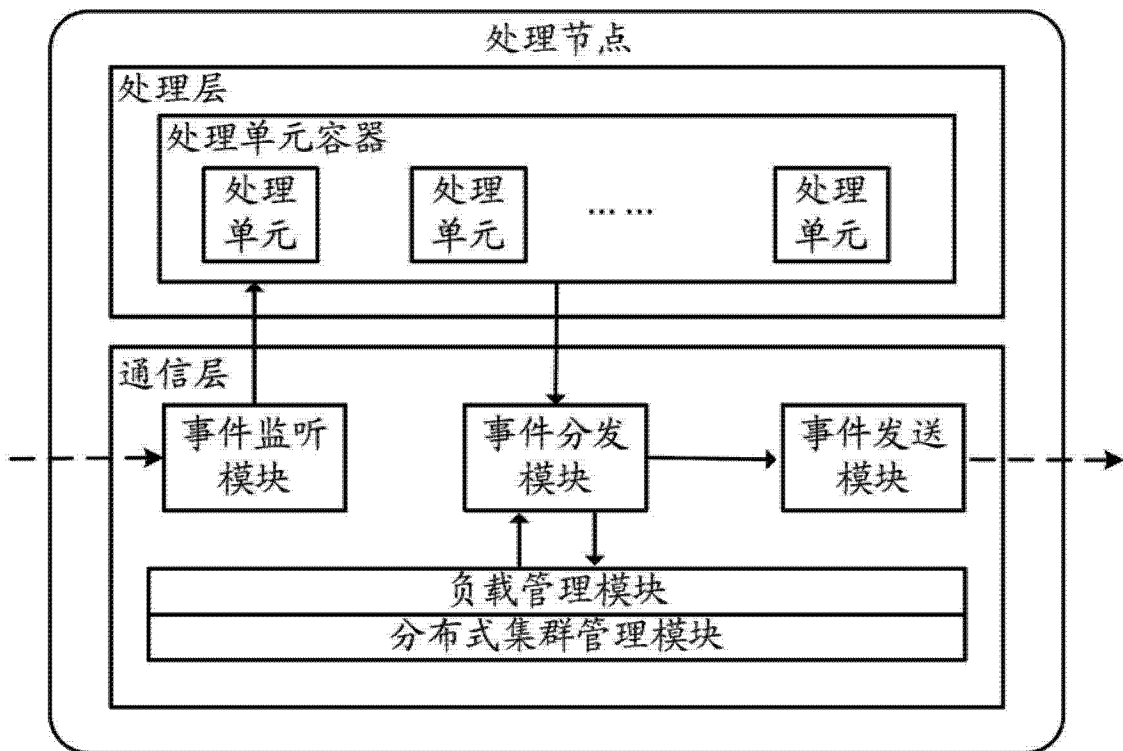 处理节点
处理层
处理单元容器
处理
单元
处理
单元
... ...
处理
单元
通信层
事件监听
模块
事件分发
模块
事件发送
模块
负载管理模块
分布式集群管理模块